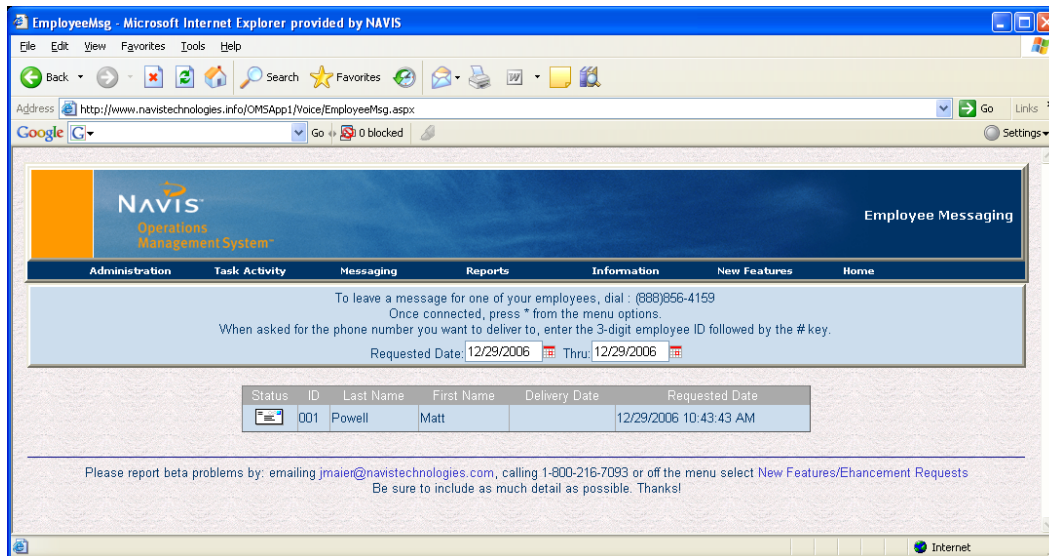 EmployeeMsg - Microsoft Internet Explorer provided by NAVIS
File Edit View Favorites Tools Help
Back Search Favorites
Address http://www.navistechnologies.info/OMSApp1/Voice/EmployeeMsg.aspx Go Links
Google G Go 0 blocked Settings
NAVIS
Operations
Management System
Employee Messaging
Administration Task Activity Messaging Reports Information New Features Home
To leave a message for one of your employees, dial : (888)856-4159
Once connected, press * from the menu options.
When asked for the phone number you want to deliver to, enter the 3-digit employee ID followed by the # key.
Requested Date: 12/29/2006 Thru: 12/29/2006
Status ID Last Name First Name Delivery Date Requested Date
001 Powell Matt 12/29/2006 10:43:43 AM
Please report beta problems by: emailing jmaier@navistechnologies.com, calling 1-800-216-7093 or off the menu select New Features/Ehancement Requests
Be sure to include as much detail as possible. Thanks!
Internet